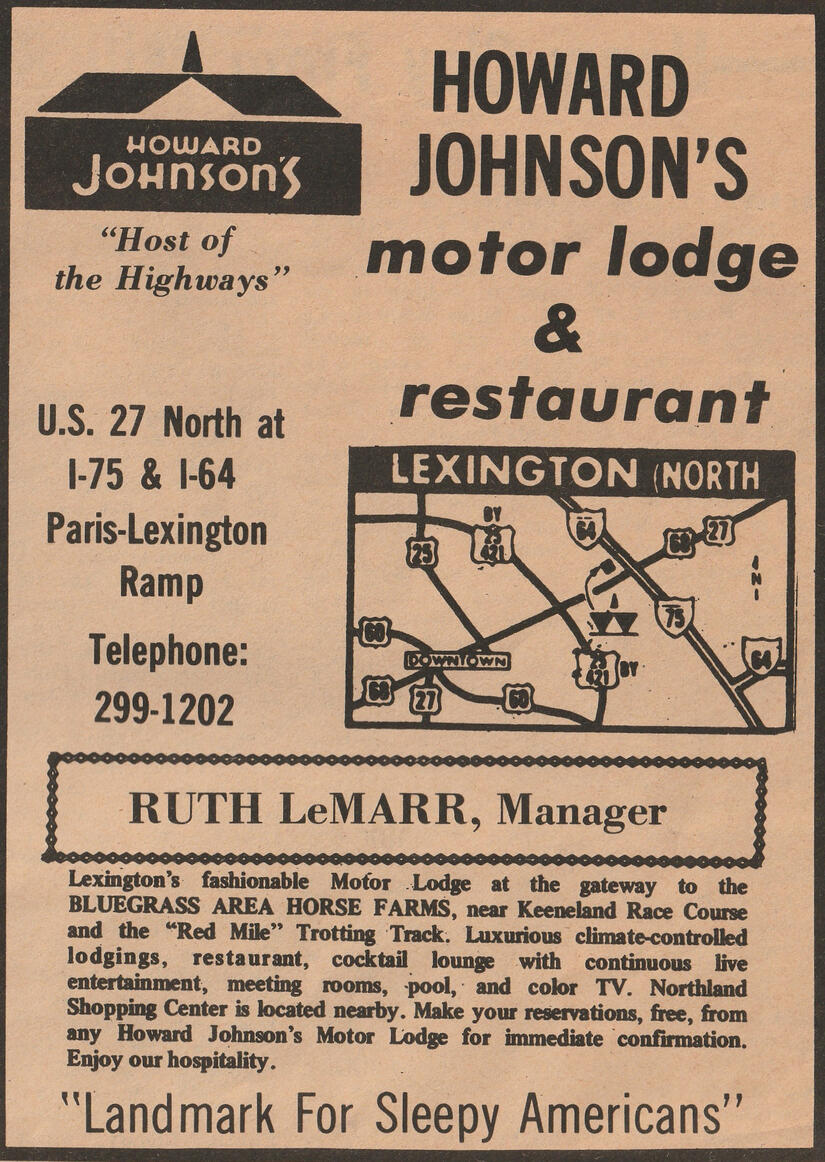 HOWARD
JOHNSON'S
"Host of
the Highways"
HOWARD
JOHNSON'S
motor lodge
&
restaurant
U.S. 27 North at
I-75 & I-64
Paris-Lexington
Ramp
Telephone:
299-1202
LEXINGTON (NORTH
BY
25
421
64
27
68
25
N
75
60
DOWNTOWN
64
25
421
BY
68
27
60
RUTH LeMARR, Manager
Lexington's fashionable Motor Lodge at the gateway to the
BLUEGRASS AREA HORSE FARMS, near Keeneland Race Course
and the "Red Mile" Trotting Track. Luxurious climate-controlled
lodgings, restaurant, cocktail lounge with continuous live
entertainment, meeting rooms, pool, and color TV. Northland
Shopping Center is located nearby. Make your reservations, free, from
any Howard Johnson's Motor Lodge for immediate confirmation.
Enjoy our hospitality.
"Landmark For Sleepy Americans"